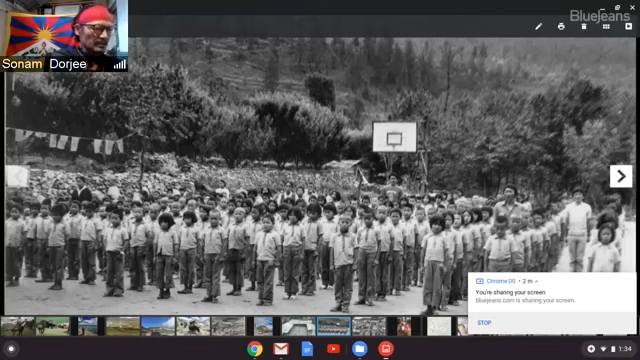 BlueJeans
Sonam Dorjee
Chrome OS • 2 m
You're sharing your screen
bluejeans.com is sharing your screen.
STOP
1:34